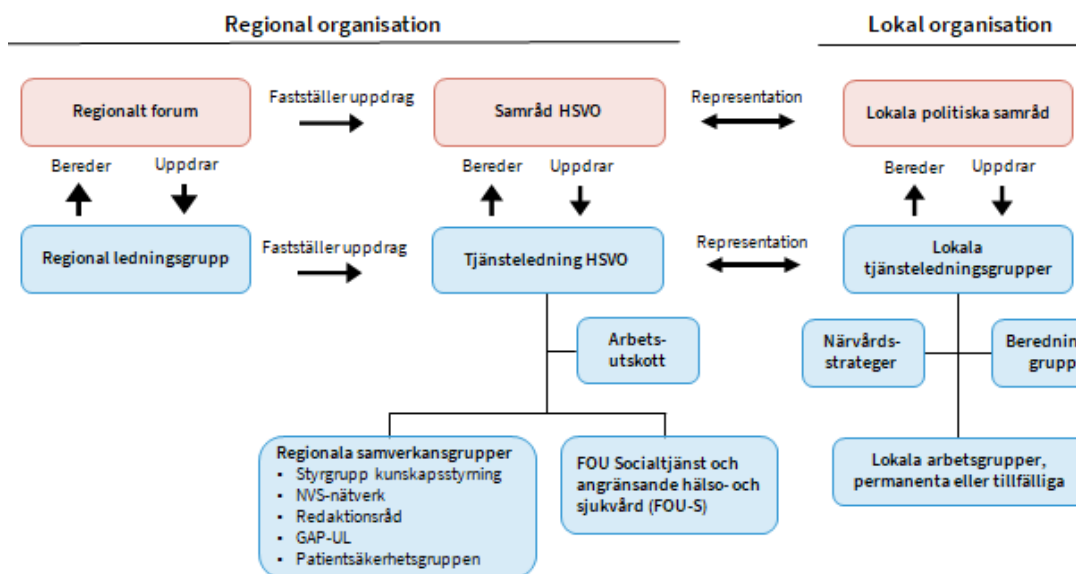 Regional organisation
Lokal organisation
Regionalt forum
Fastställer uppdrag
Samråd HSVO
Representation
Lokala politiska samråd
Bereder
Uppdrar
Bereder
Uppdrar
Bereder
Uppdrar
Regional ledningsgrupp
Fastställer uppdrag
Tjänsteledning HSVO
Representation
Lokala
tjänsteledningsgrupper
Arbets-
utskott
Närvårds-
strateger
Berednin
grupp
Regionala samverkansgrupper
• Styrgrupp kunskapsstyrning
• NVS-nätverk
• Redaktionsråd
• GAP-UL
• Patientsäkerhetsgruppen
FOU Socialtjänst och
angränsande hälso- och
sjukvård (FOU-S)
Lokala arbetsgrupper,
permanenta eller tillfälliga